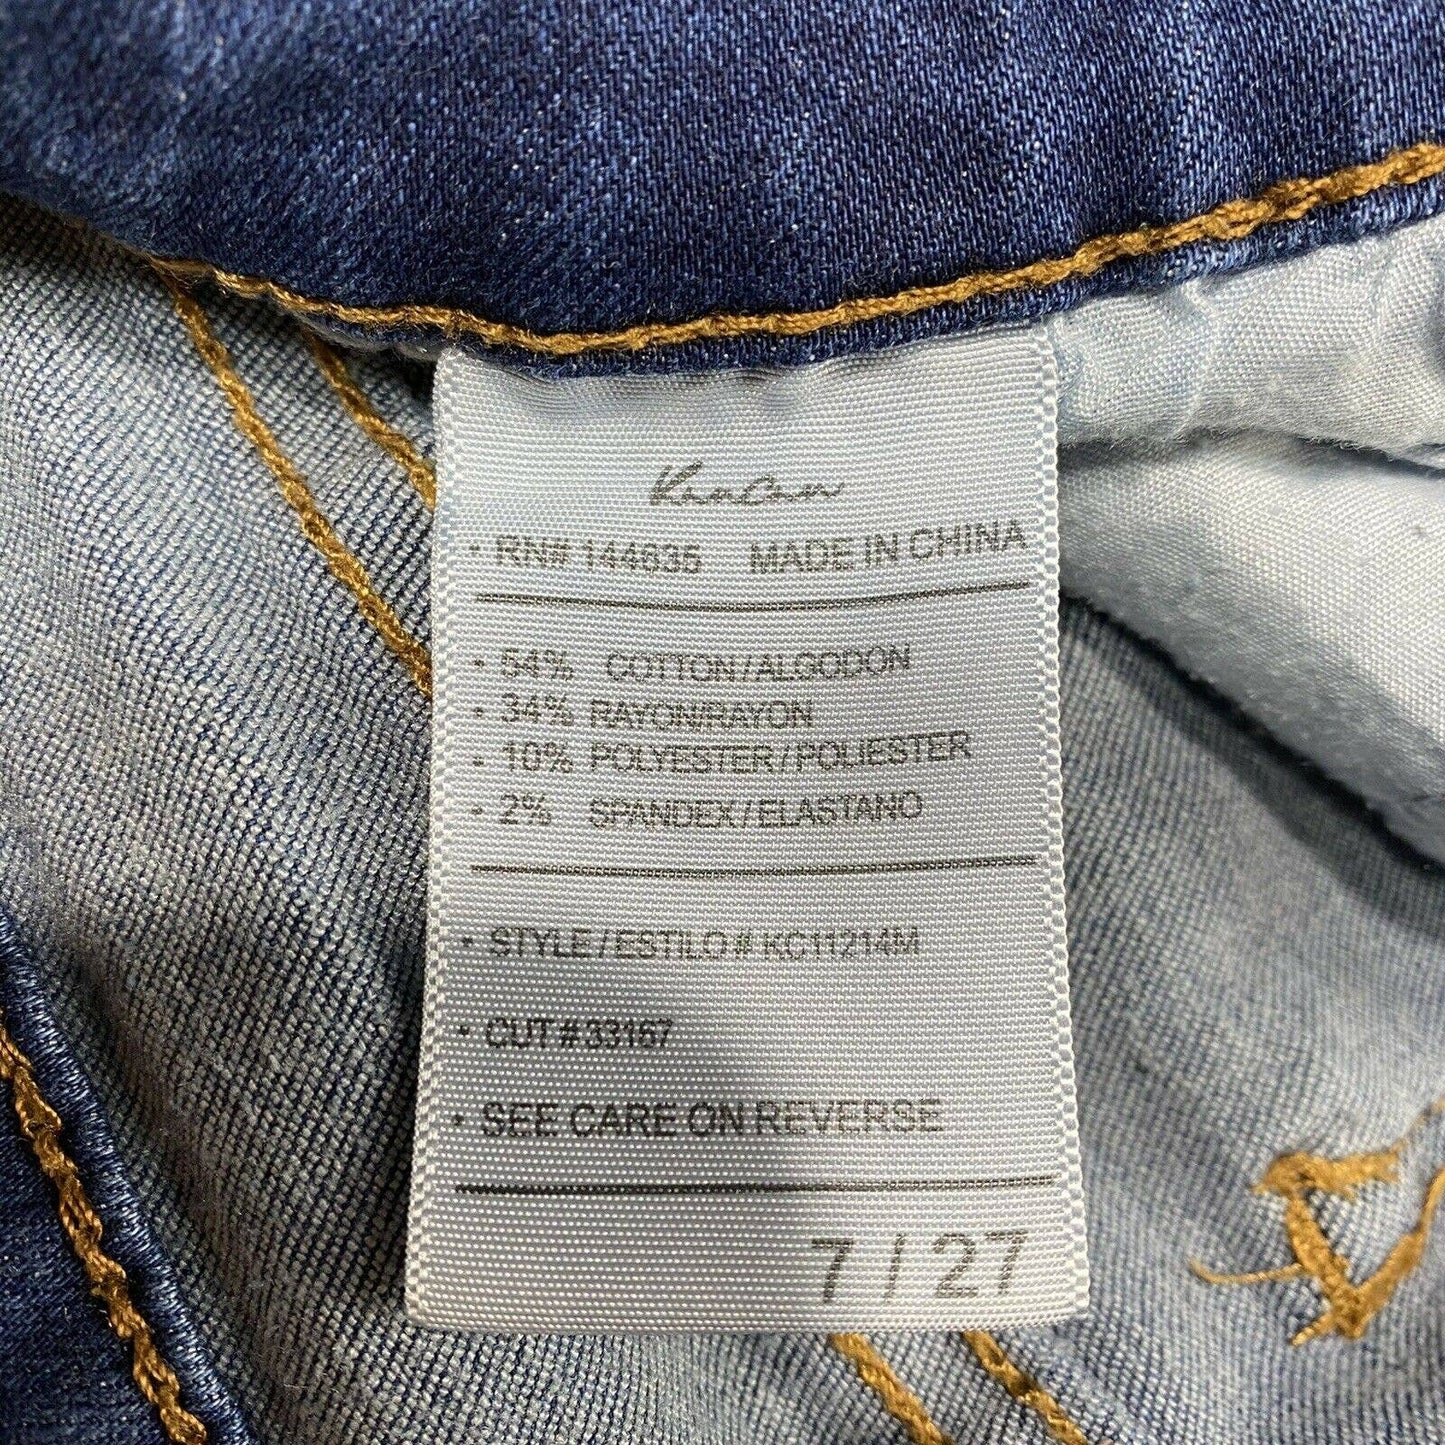 KanCan
• RN# 144635 MADE IN CHINA
• 54% COTTON/ALGODON
• 34% RAYON/RAYON
• 10% POLYESTER/POLIESTER
• 2% SPANDEX/ELASTANO
• STYLE/ESTILO# KC11214M
• CUT#33167
• SEE CARE ON REVERSE
7 / 27